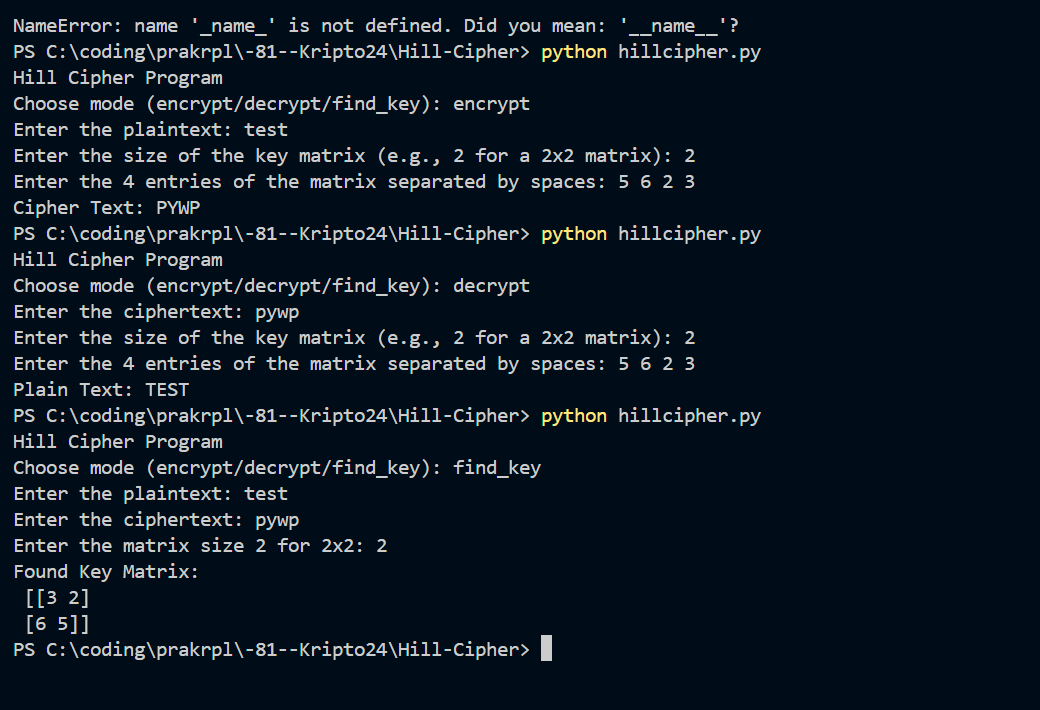 NameError: name '_name_' is not defined. Did you mean: '__name__'?
PS C:\coding\prakrpl\-81--Kripto24\Hill-Cipher> python hillcipher.py
Hill Cipher Program
Choose mode (encrypt/decrypt/find_key): encrypt
Enter the plaintext: test
Enter the size of the key matrix (e.g., 2 for a 2x2 matrix): 2
Enter the 4 entries of the matrix separated by spaces: 5 6 2 3
Cipher Text: PYWP
PS C:\coding\prakrpl\-81--Kripto24\Hill-Cipher> python hillcipher.py
Hill Cipher Program
Choose mode (encrypt/decrypt/find_key): decrypt
Enter the ciphertext: pywp
Enter the size of the key matrix (e.g., 2 for a 2x2 matrix): 2
Enter the 4 entries of the matrix separated by spaces: 5 6 2 3
Plain Text: TEST
PS C:\coding\prakrpl\-81--Kripto24\Hill-Cipher> python hillcipher.py
Hill Cipher Program
Choose mode (encrypt/decrypt/find_key): find_key
Enter the plaintext: test
Enter the ciphertext: pywp
Enter the matrix size 2 for 2x2: 2
Found Key Matrix:
 [[3 2]
 [6 5]]
PS C:\coding\prakrpl\-81--Kripto24\Hill-Cipher>